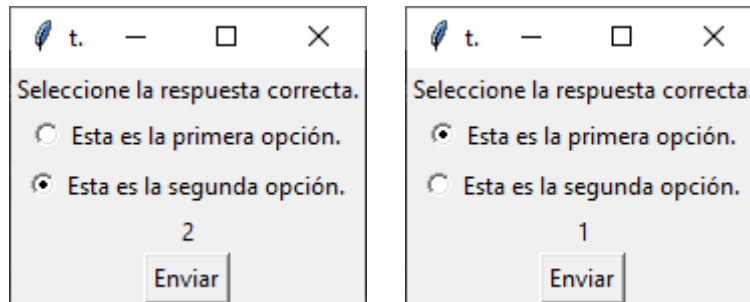 t.
Seleccione la respuesta correcta.
Esta es la primera opción.
Esta es la segunda opción.
2
Enviar
t.
Seleccione la respuesta correcta.
Esta es la primera opción.
Esta es la segunda opción.
1
Enviar